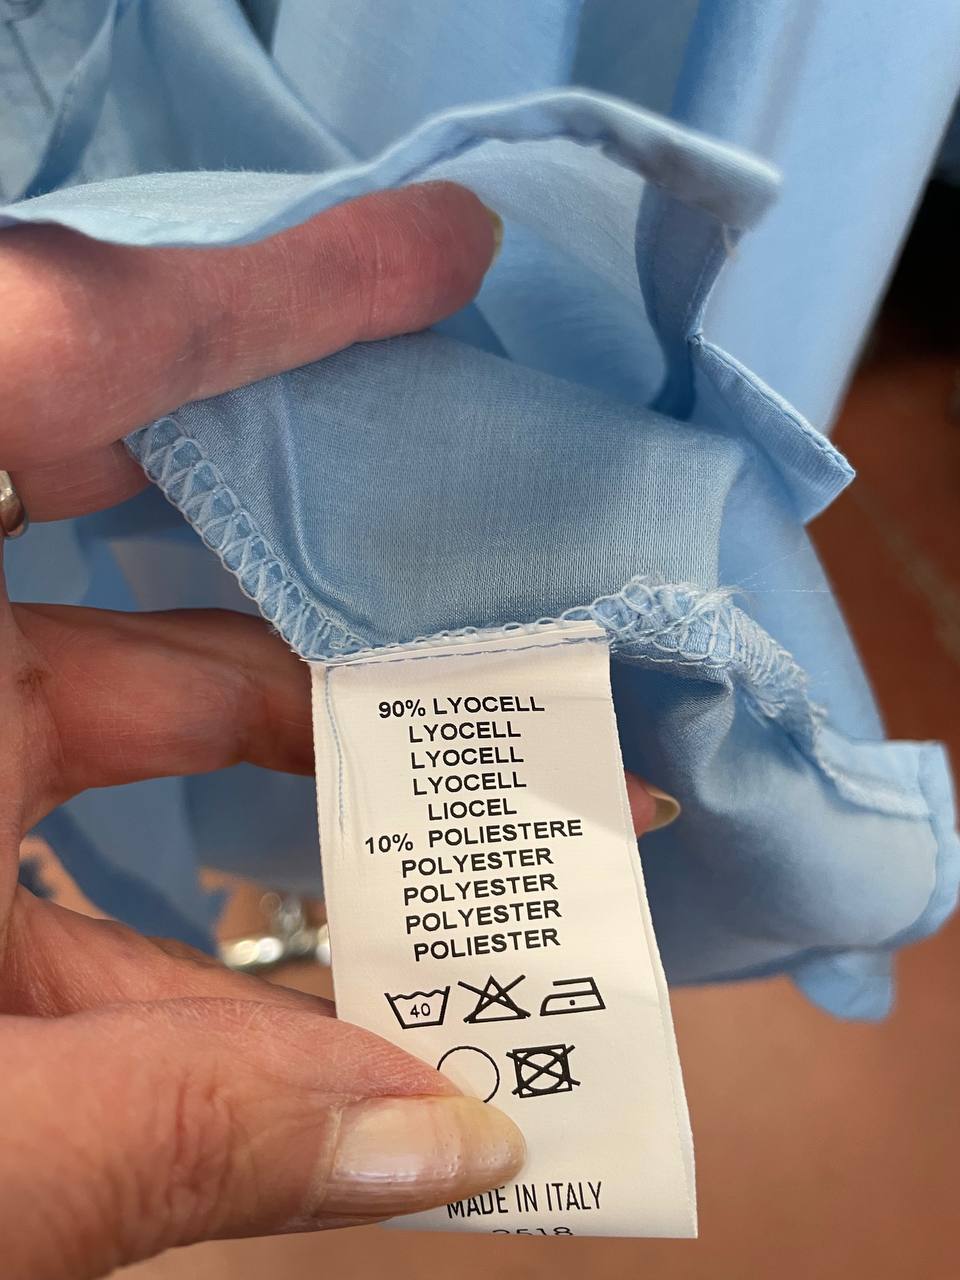 90% LYOCELL
LYOCELL
LYOCELL
LYOCELL
LIOCEL
10% POLIESTERE
POLYESTER
POLYESTER
POLYESTER
POLIESTER
40
MADE IN ITALY